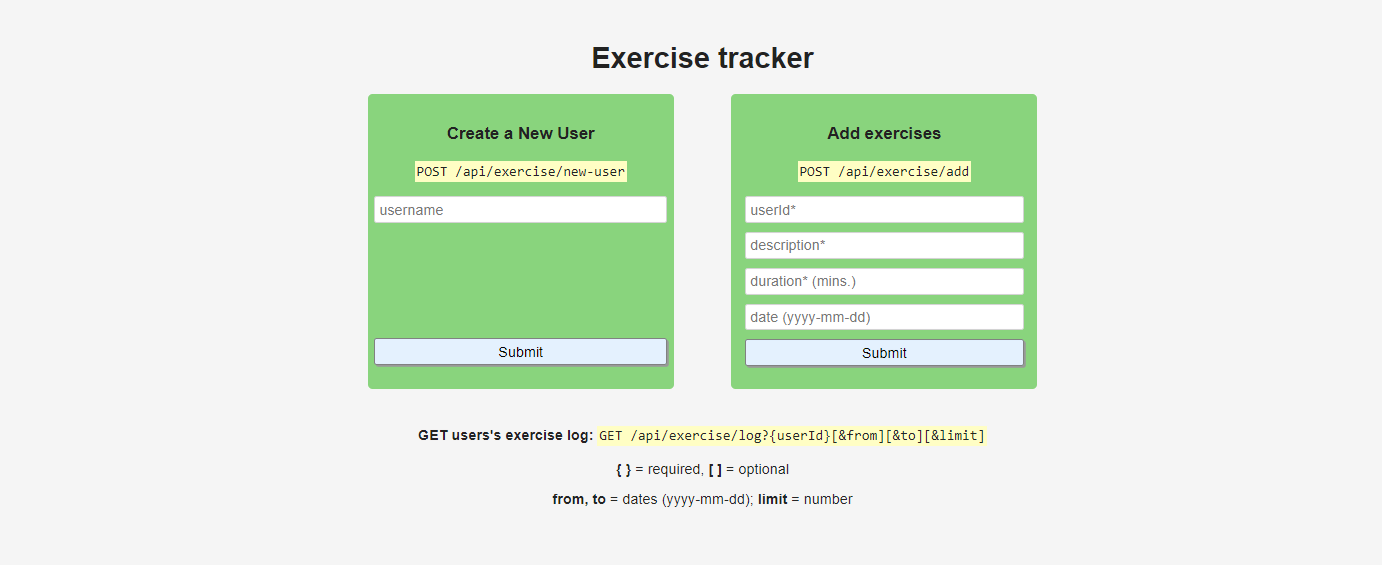 Exercise tracker
Create a New User
POST /api/exercise/new-user
username
Submit
Add exercises
POST /api/exercise/add
userId*
description*
duration* (mins.)
date (yyyy-mm-dd)
Submit
GET users's exercise log: GET /api/exercise/log?{userId}[&from][&to][&limit]
{ } = required, [ ] = optional
from, to = dates (yyyy-mm-dd); limit = number